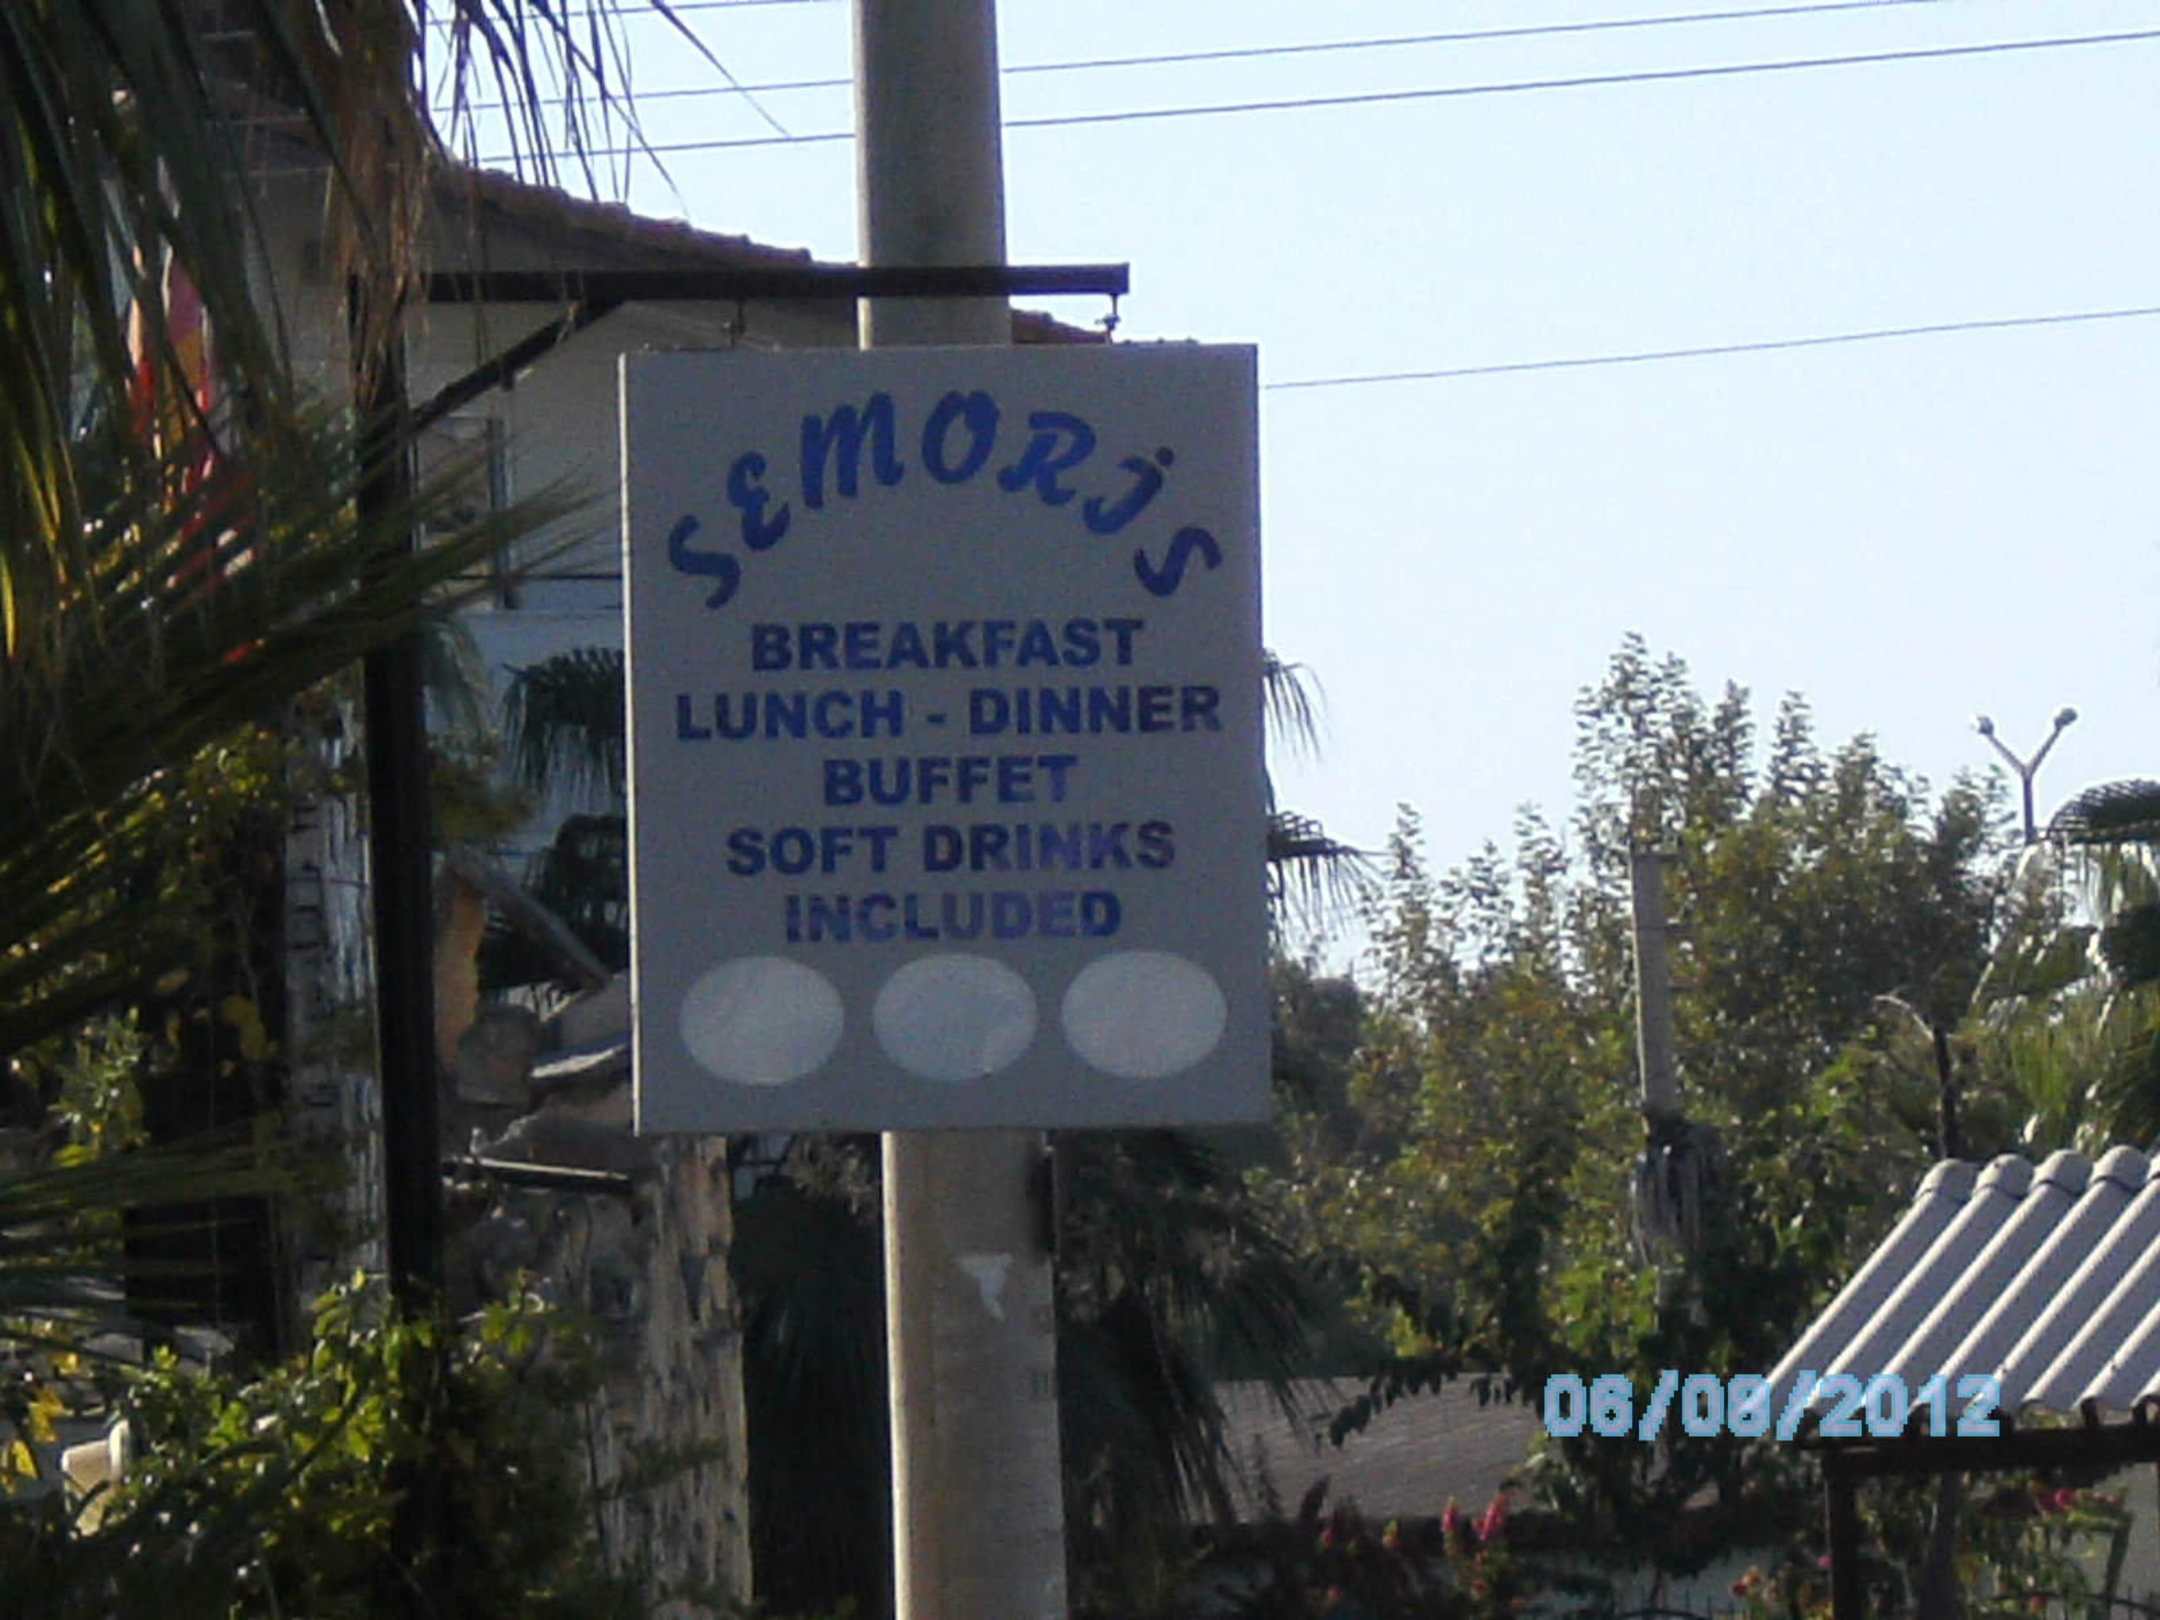 SEMORİS
BREAKFAST
LUNCH - DINNER
BUFFET
SOFT DRINKS
INCLUDED
06/08/2012